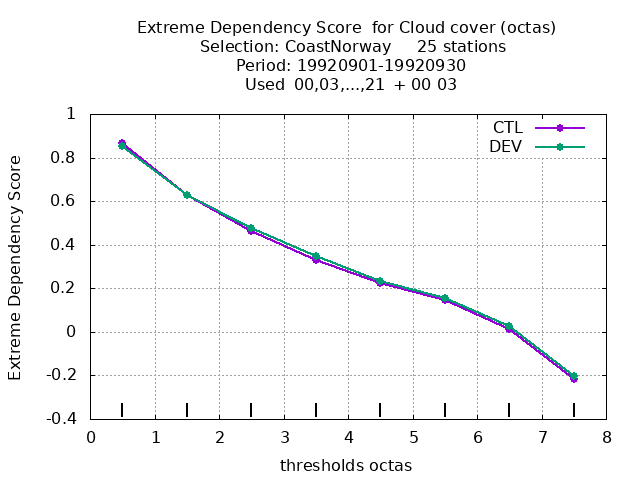 Extreme Dependency Score  for Cloud cover (octas)
Selection: CoastNorway     25 stations
Period: 19920901-19920930
Used  00,03,...,21  + 00 03
CTL
DEV
Extreme Dependency Score
1
0.8
0.6
0.4
0.2
0
-0.2
-0.4
0 1 2 3 4 5 6 7 8
thresholds octas